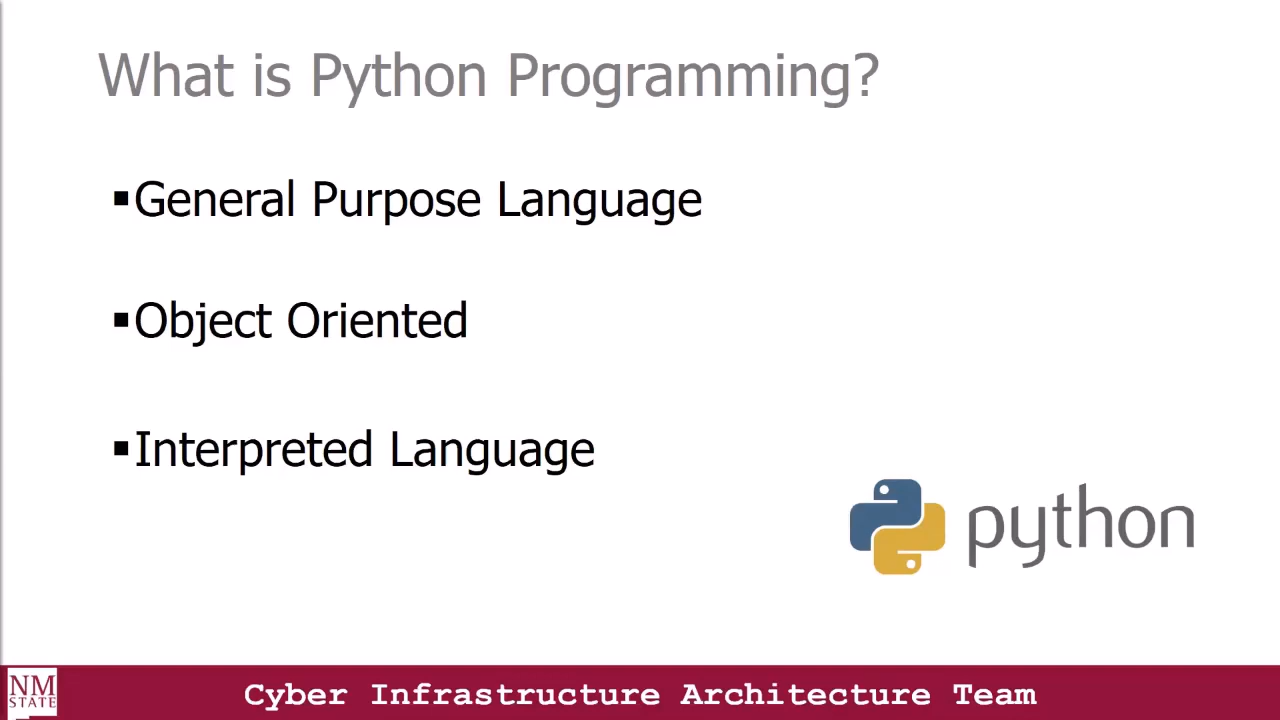 What is Python Programming?
▪General Purpose Language
▪Object Oriented
▪Interpreted Language
python
NM
STATE
Cyber Infrastructure Architecture Team